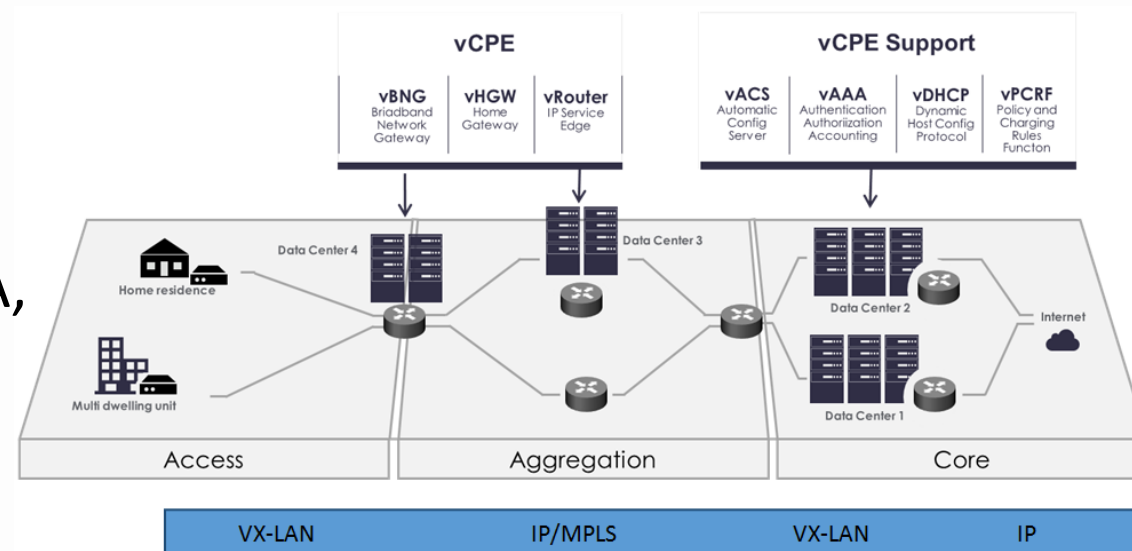 vCPE
vBNG
Briadband
Network
Gateway
vHGW
Home
Gateway
vRouter
IP Service
Edge
vCPE Support
vACS
Automatic
Config
Server
vAAA
Authentication
Authoriization
Accounting
vDHCP
Dynamic
Host Config
Protocol
vPCRF
Policy and
Charging
Rules
Functon
A,
Home residence
Multi dwelling unit
Data Center 4
Data Center 3
Data Center 2
Data Center 1
Internet
Access
Aggregation
Core
VX-LAN
IP/MPLS
VX-LAN
IP